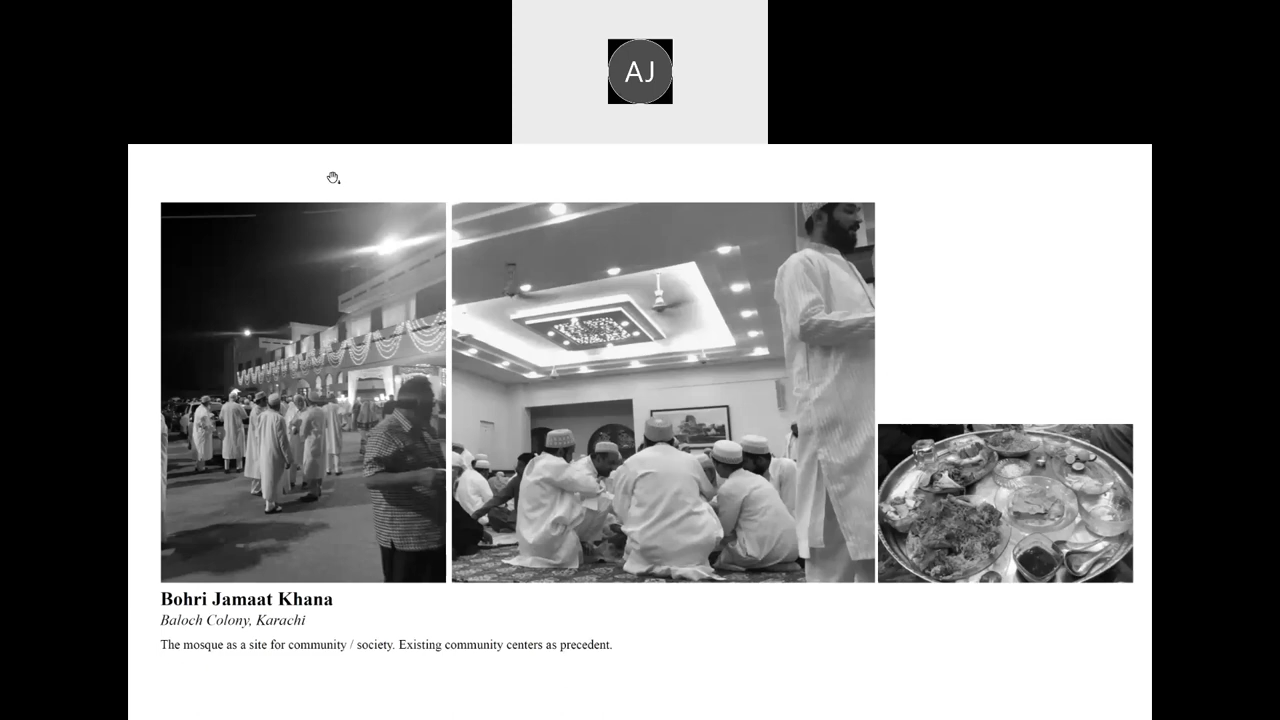 AJ
Bohri Jamaat Khana
Baloch Colony, Karachi
The mosque as a site for community / society. Existing community centers as precedent.